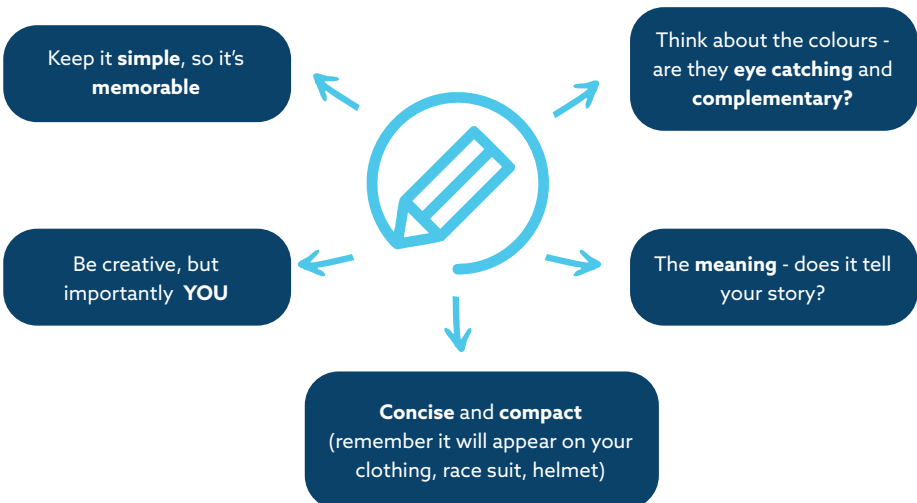 Keep it simple, so it's
memorable
Think about the colours -
are they eye catching and
complementary?
Be creative, but
importantly YOU
The meaning - does it tell
your story?
Concise and compact
(remember it will appear on your
clothing, race suit, helmet)